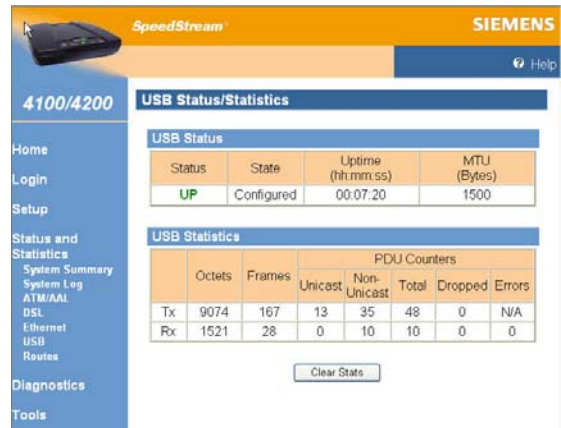 SpeedStream
SIEMENS
Help
4100/4200
Home
Login
Setup
Status and
Statistics
System Summary
System Log
ATM/AAL
DSL
Ethernet
USB
Routes
Diagnostics
Tools
USB Status/Statistics
USB Status
Status State Uptime (hh:mm:ss) MTU (Bytes)
UP Configured 00:07:20 1500
USB Statistics
PDU Counters
Octets Frames Unicast Non-Unicast Total Dropped Errors
Tx 9074 167 13 35 48 0 N/A
Rx 1521 28 0 10 10 0 0
Clear Stats